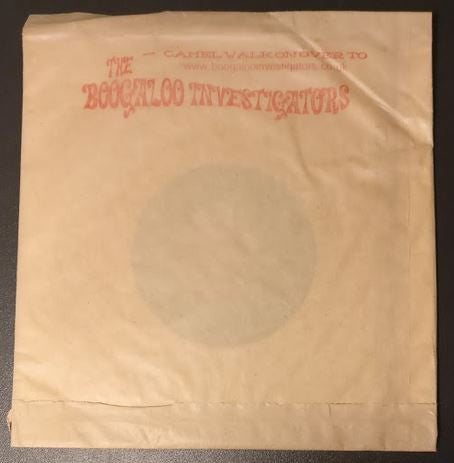 — CAMEL WALK ON OVER TO
www.boogalooinvestigators.co.uk
THE
BOOGALOO INVESTIGATORS